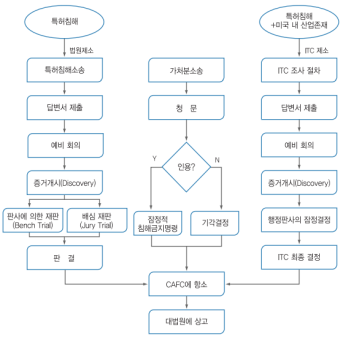 특허침해
법원제소
특허침해소송
답변서 제출
예비 회의
증거개시(Discovery)
판사에 의한 재판
(Bench Trial)
배심 재판
(Jury Trial)
판 결
가처분소송
청 문
인용?
Y
N
잠정적
침해금지명령
기각결정
CAFC에 항소
대법원에 상고
특허침해
+미국 내 산업존재
ITC 제소
ITC 조사 절차
답변서 제출
예비 회의
증거개시(Discovery)
행정판사의 잠정결정
ITC 최종 결정